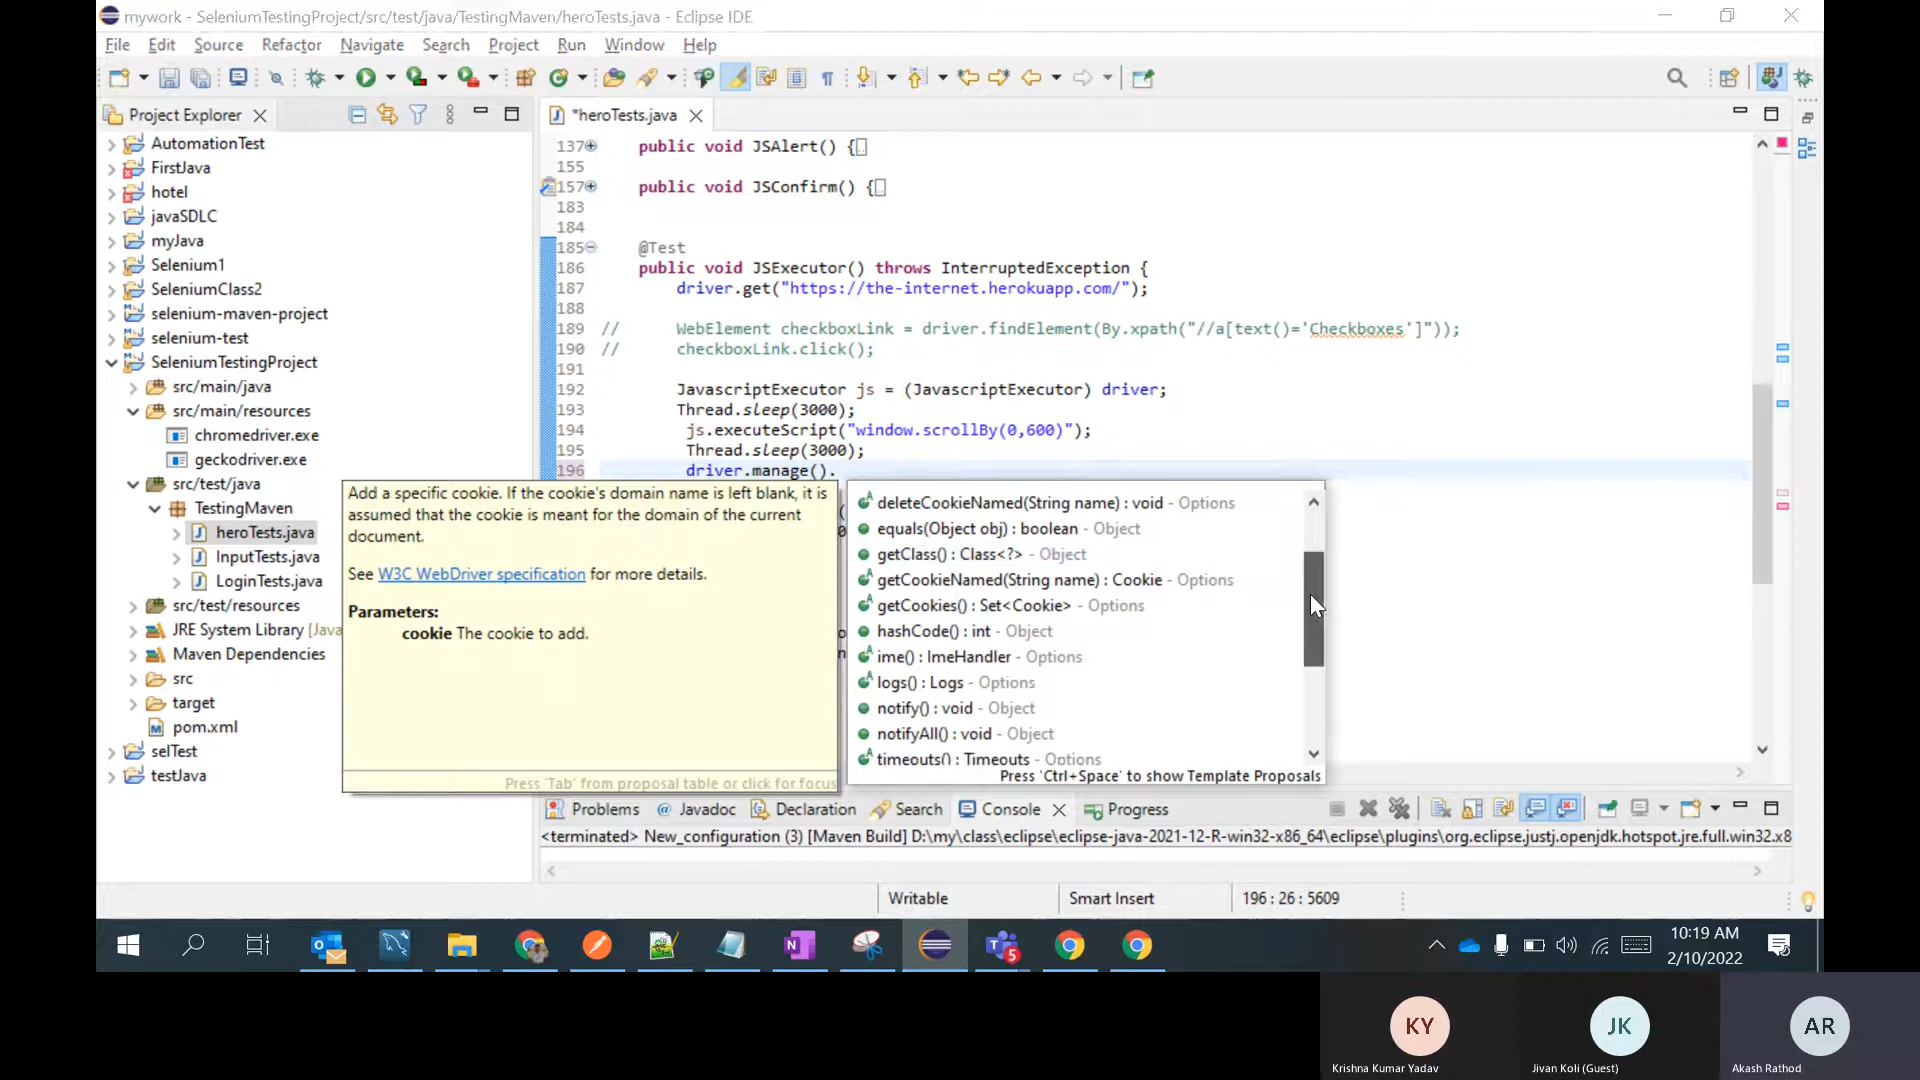 mywork - SeleniumTestingProject/src/test/java/TestingMaven/heroTests.java - Eclipse IDE
File Edit Source Refactor Navigate Search Project Run Window Help
Project Explorer
*heroTests.java
AutomationTest
FirstJava
hotel
javaSDLC
myJava
Selenium1
SeleniumClass2
selenium-maven-project
selenium-test
SeleniumTestingProject
src/main/java
src/main/resources
chromedriver.exe
geckodriver.exe
src/test/java
TestingMaven
heroTests.java
InputTests.java
LoginTests.java
src/test/resources
JRE System Library [Java
Maven Dependencies
src
target
pom.xml
selTest
testJava
137 public void JSAlert() {
155
157 public void JSConfirm() {
183
184
185 @Test
186 public void JSExecutor() throws InterruptedException {
187 driver.get("https://the-internet.herokuapp.com/");
188
189 // WebElement checkboxLink = driver.findElement(By.xpath("//a[text()='Checkboxes']"));
190 // checkboxLink.click();
191
192 JavascriptExecutor js = (JavascriptExecutor) driver;
193 Thread.sleep(3000);
194 js.executeScript("window.scrollBy(0,600)");
195 Thread.sleep(3000);
196 driver.manage().
Add a specific cookie. If the cookie's domain name is left blank, it is
assumed that the cookie is meant for the domain of the current
document.
See W3C WebDriver specification for more details.
Parameters:
cookie The cookie to add.
Press 'Tab' from proposal table or click for focus
deleteCookieNamed(String name) : void - Options
equals(Object obj) : boolean - Object
getClass() : Class<?> - Object
getCookieNamed(String name) : Cookie - Options
getCookies() : Set<Cookie> - Options
hashCode() : int - Object
ime() : ImeHandler - Options
logs() : Logs - Options
notify() : void - Object
notifyAll() : void - Object
timeouts() : Timeouts - Options
Press 'Ctrl+Space' to show Template Proposals
Problems @ Javadoc Declaration Search Console Progress
<terminated> New_configuration (3) [Maven Build] D:\my\class\eclipse\eclipse-java-2021-12-R-win32-x86_64\eclipse\plugins\org.eclipse.justj.openjdk.hotspot.jre.full.win32.x8
Writable Smart Insert 196 : 26 : 5609
10:19 AM
2/10/2022
5
KY JK AR
Krishna Kumar Yadav Jivan Koli (Guest) Akash Rathod